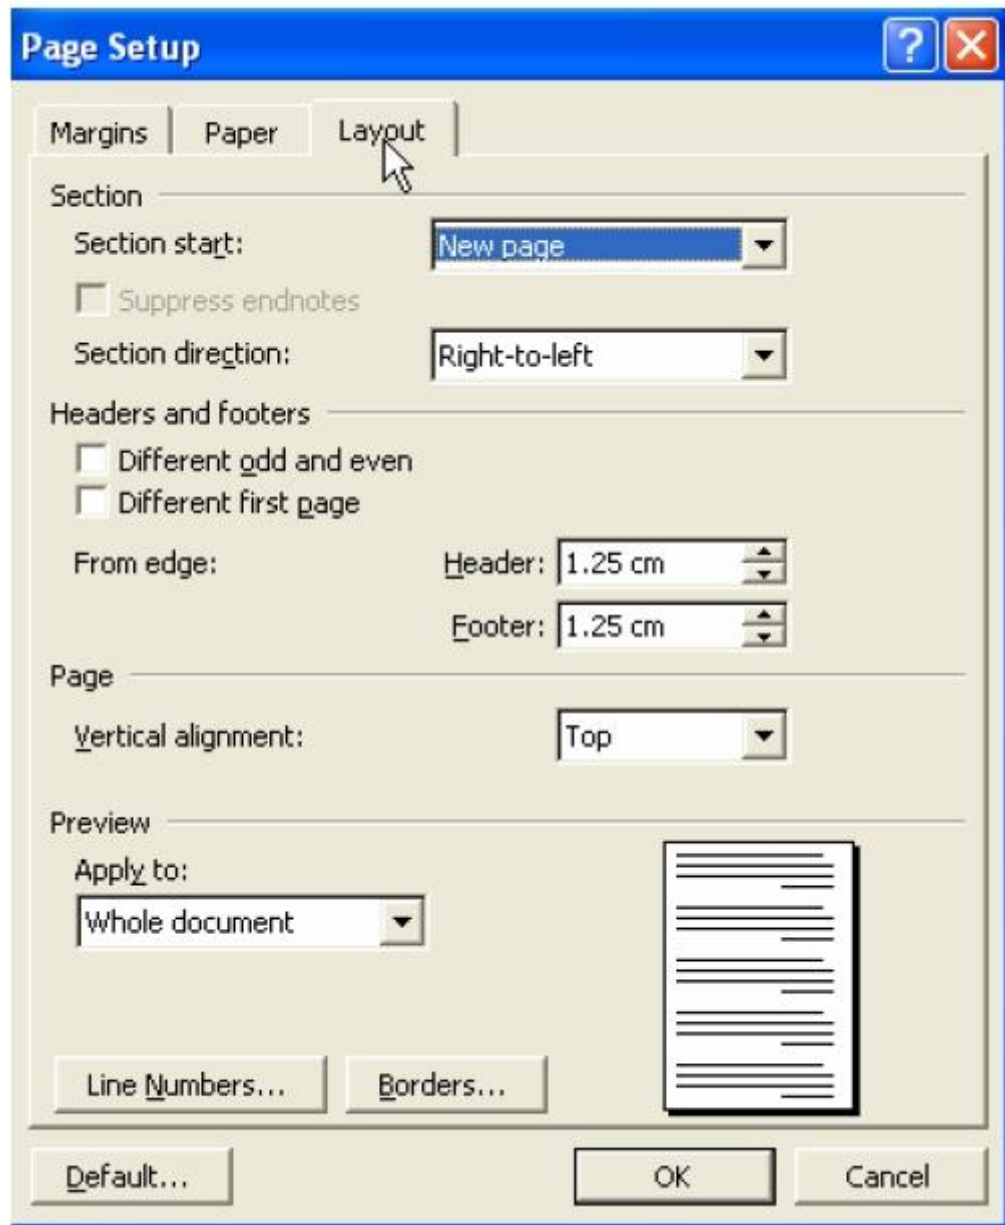 Page Setup
Margins Paper Layout
Section
Section start: New page
Suppress endnotes
Section direction: Right-to-left
Headers and footers
Different odd and even
Different first page
From edge: Header: 1.25 cm
Footer: 1.25 cm
Page
Vertical alignment: Top
Preview
Apply to:
Whole document
Line Numbers... Borders...
Default... OK Cancel